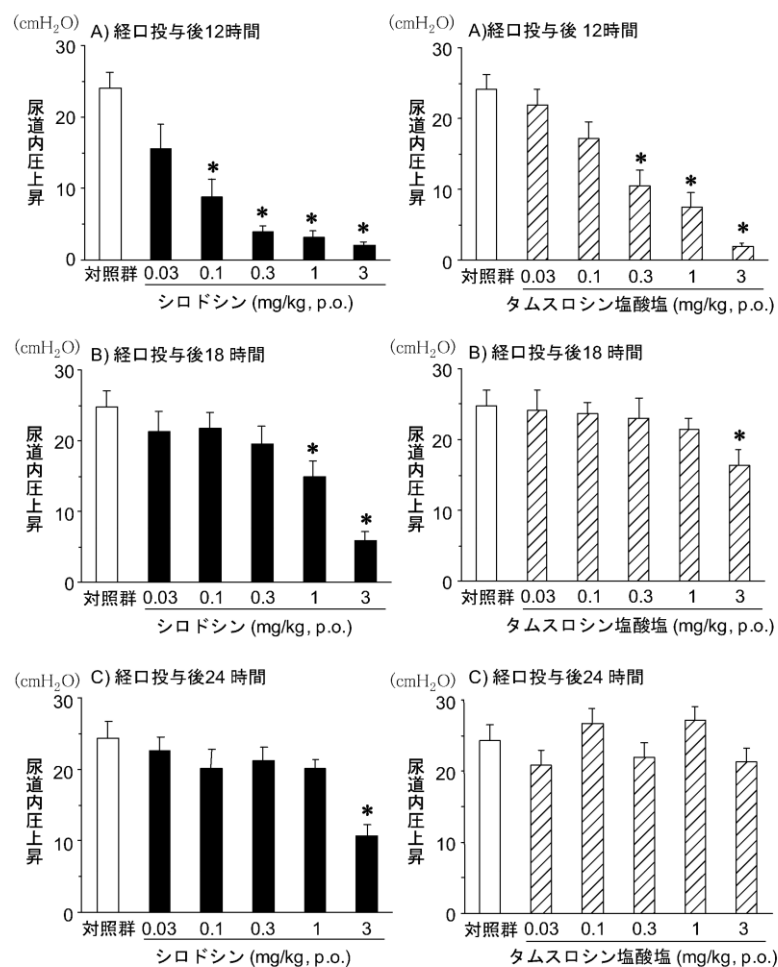 (cmH₂O)
A) 経口投与後12時間
尿道内圧上昇
30
20
10
0
*
*
*
*
対照群 0.03 0.1 0.3 1 3
シロドシン (mg/kg, p.o.)
(cmH₂O)
A)経口投与後 12時間
尿道内圧上昇
30
20
10
0
*
*
*
対照群 0.03 0.1 0.3 1 3
タムスロシン塩酸塩 (mg/kg, p.o.)
(cmH₂O)
B) 経口投与後18 時間
尿道内圧上昇
30
20
10
0
*
*
対照群 0.03 0.1 0.3 1 3
シロドシン (mg/kg, p.o.)
(cmH₂O)
B) 経口投与後18 時間
尿道内圧上昇
30
20
10
0
*
対照群 0.03 0.1 0.3 1 3
タムスロシン塩酸塩 (mg/kg, p.o.)
(cmH₂O)
C) 経口投与後24 時間
尿道内圧上昇
30
20
10
0
*
対照群 0.03 0.1 0.3 1 3
シロドシン (mg/kg, p.o.)
(cmH₂O)
C) 経口投与後24 時間
尿道内圧上昇
30
20
10
0
対照群 0.03 0.1 0.3 1 3
タムスロシン塩酸塩 (mg/kg, p.o.)